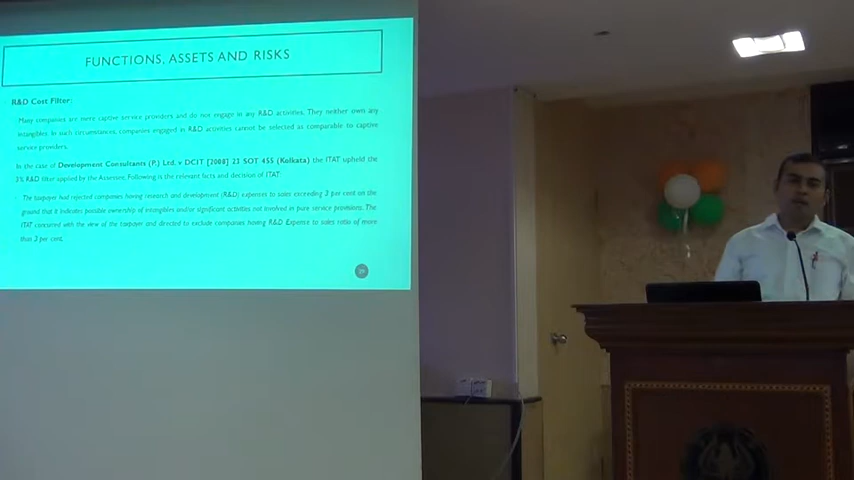 FUNCTIONS, ASSETS AND RISKS
R&D Cost Filter:
Many companies are mere captive service providers and do not engage in any R&D activities. They neither own any
intangibles. In such circumstances, companies engaged in R&D activities cannot be selected as comparable to captive
service providers.
In the case of Development Consultants (P.) Ltd. v DCIT [2008] 23 SOT 455 (Kolkata) the ITAT upheld the
3% R&D filter applied by the Assessee. Following is the relevant facts and decision of ITAT:
The taxpayer had rejected companies having research and development (R&D) expenses to sales exceeding 3 per cent on the
ground that it indicates possible ownership of intangibles and/or significant activities not involved in pure service provisions. The
ITAT concurred with the view of the taxpayer and directed to exclude companies having R&D Expense to sales ratio of more
than 3 per cent.